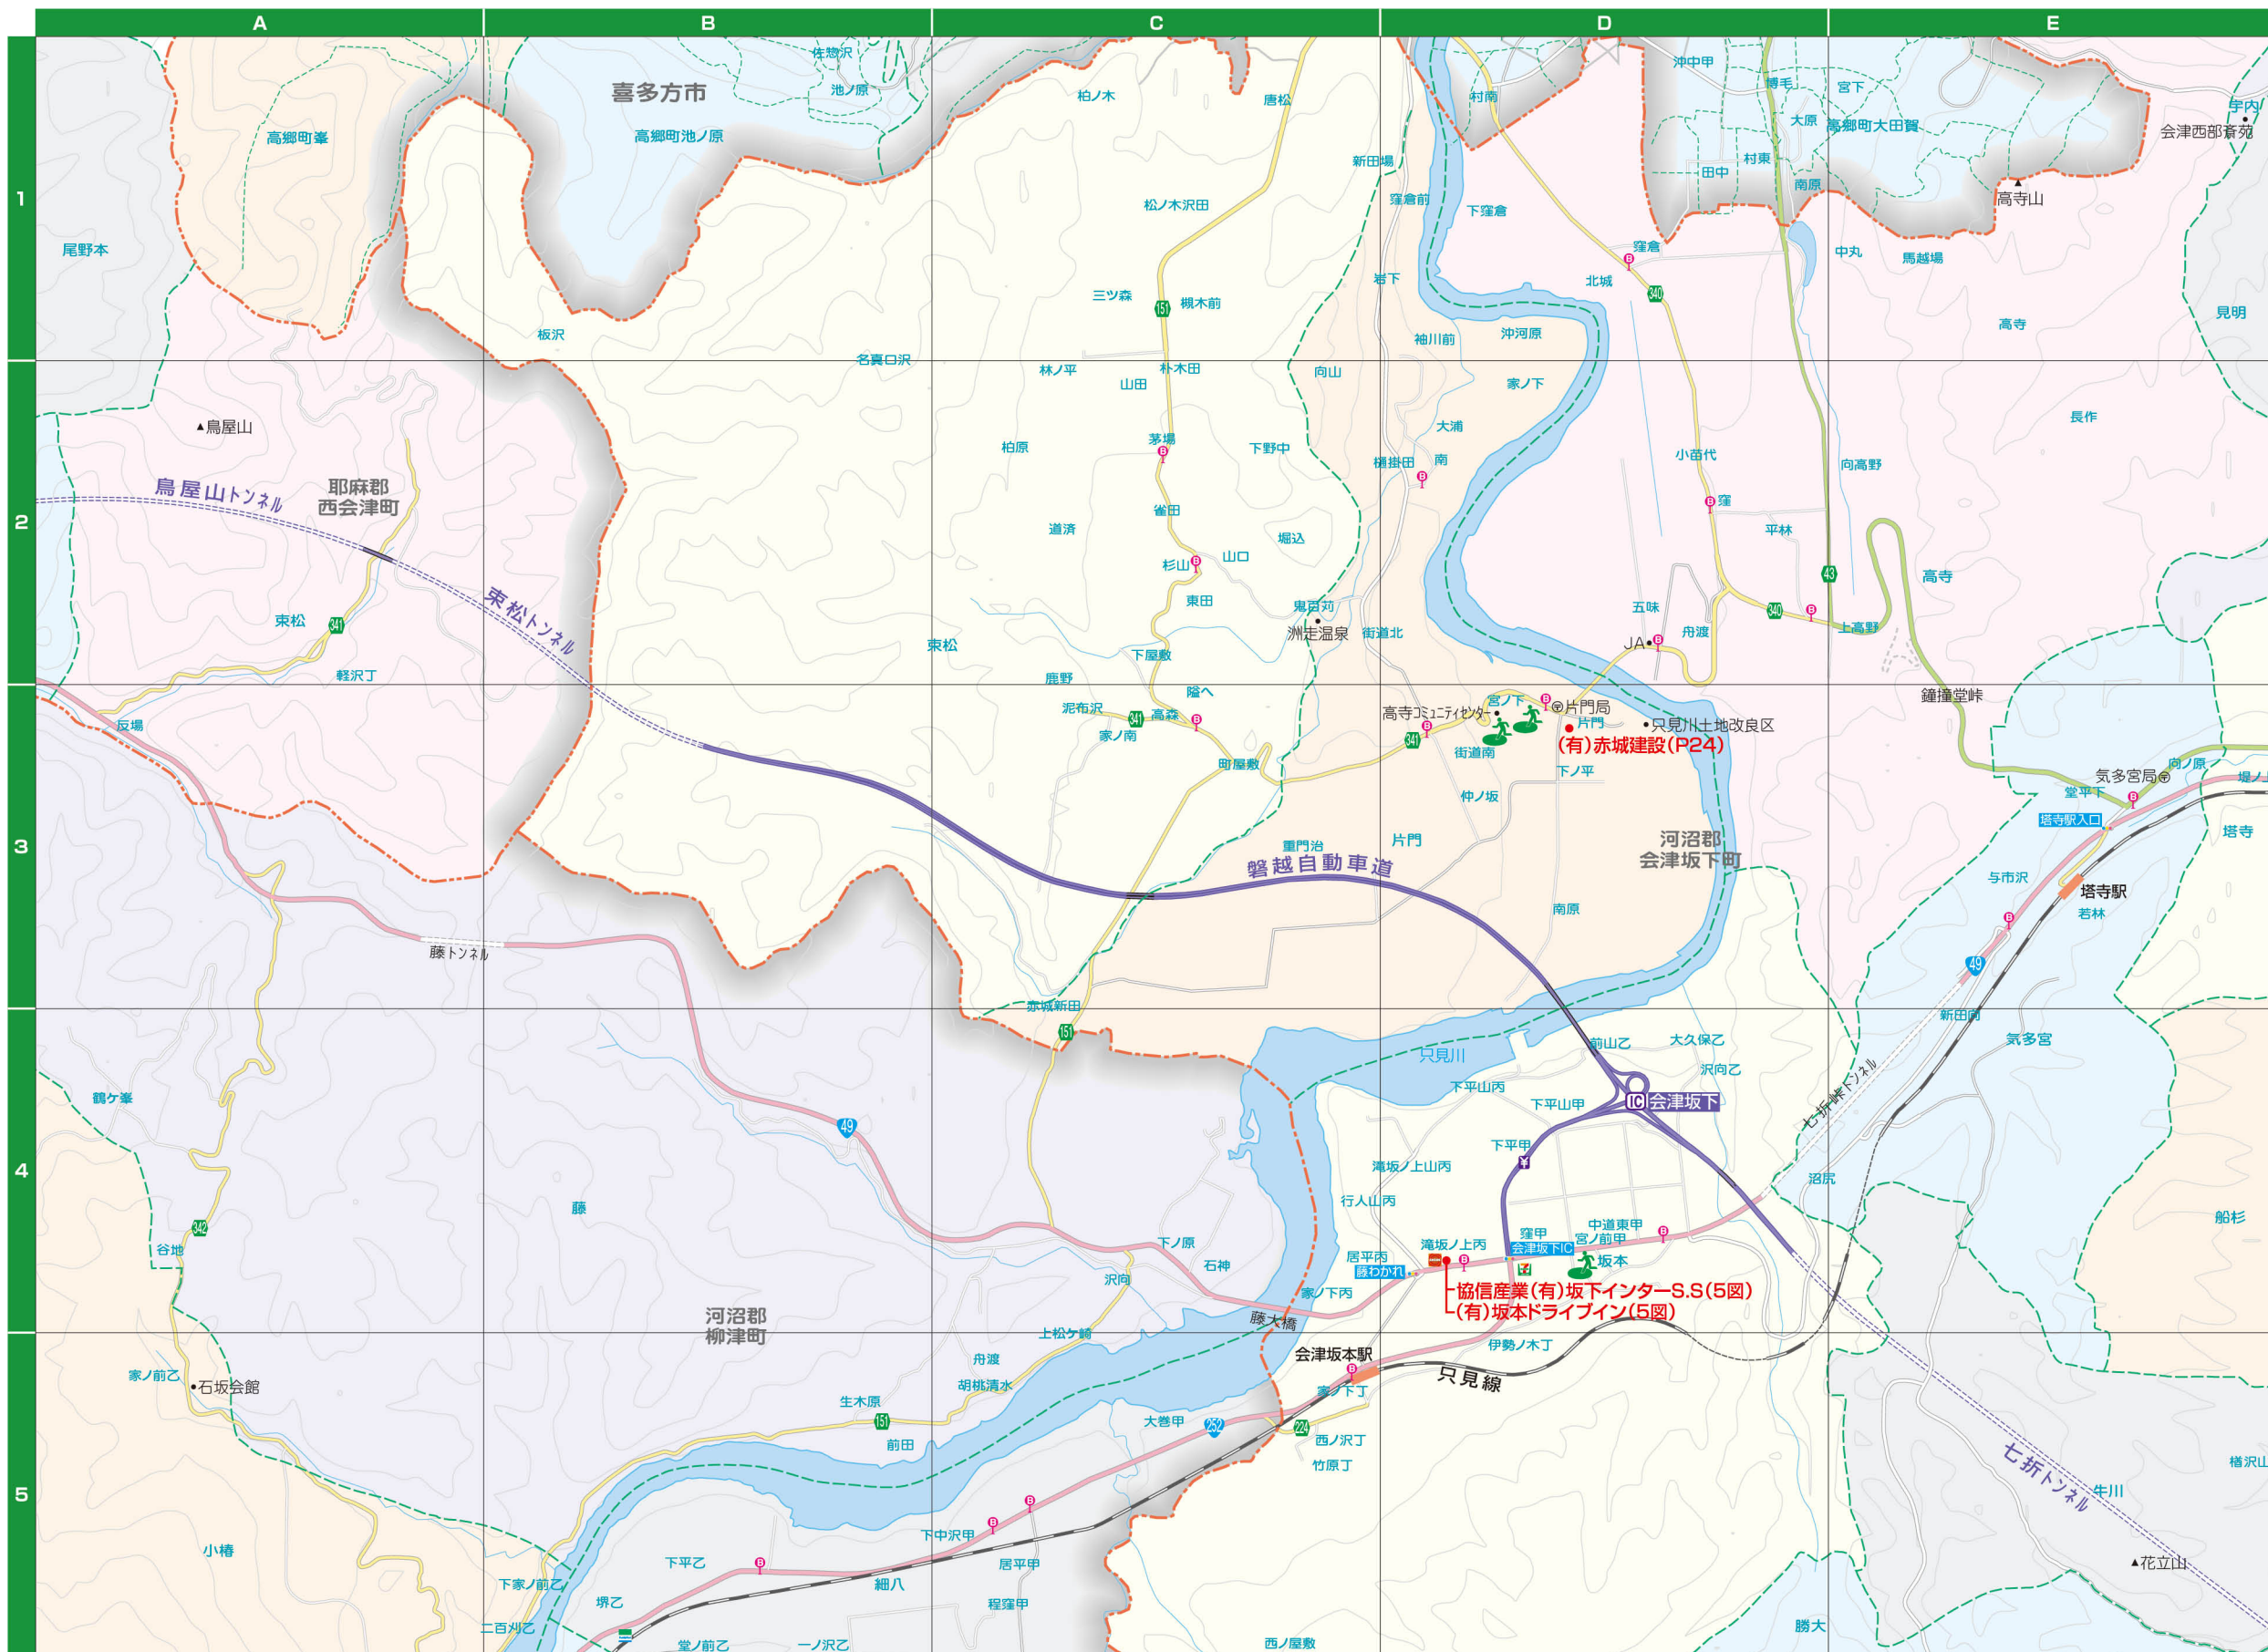 A
B
C
D
E
1
2
3
4
5
佐惣沢
池ノ原
喜多方市
高郷町池ノ原
高郷町峯
尾野本
板沢
名真口沢
柏ノ木
唐松
新田場
松ノ木沢田
三ツ森
151
槻木前
岩下
村南
窪倉前
下窪倉
窪倉
北城
340
袖川前
沖河原
沖中甲
博毛
宮下
大原
高郷町大田賀
村東
田中
南原
高寺山
宇内
会津西部斎苑
中丸
馬越場
高寺
見明
鳥屋山
鳥屋山トンネル
耶麻郡
西会津町
束松トンネル
束松
341
軽沢丁
林ノ平
山田
朴木田
向山
柏原
茅場
下野中
雀田
道済
堀込
山口
杉山
東田
鬼百苅
洲走温泉
街道北
束松
下屋敷
鹿野
家ノ下
大浦
南
樋掛田
小苗代
窪
平林
向高野
長作
43
高寺
五味
340
舟渡
JA
上高野
反場
藤トンネル
隘へ
泥布沢
341
高森
家ノ南
町屋敷
重門治
磐越自動車道
赤城新田
高寺コミュニティセンター
宮ノ下
片門局
片門
只見川土地改良区
341
(有)赤城建設(P24)
街道南
下ノ平
仲ノ坂
片門
河沼郡
会津坂下町
南原
鐘撞堂峠
気多宮局
向ノ原
堂平下
塔寺駅入口
塔寺
与市沢
塔寺駅
若林
49
鶴ケ峯
342
谷地
藤
49
河沼郡
柳津町
151
下ノ原
石神
沢向
藤大橋
只見川
前山乙
大久保乙
沢向乙
下平山丙
下平山甲
IC 会津坂下
下平甲
滝坂ノ上山丙
行人山丙
居平丙
藤わかれ
滝坂ノ上丙
窪甲
会津坂下IC
中道東甲
宮ノ前甲
坂本
家ノ下丙
協信産業(有)坂下インターS.S(5図)
(有)坂本ドライブイン(5図)
新田向
気多宮
七折峠トンネル
沼尻
船杉
家ノ前乙
石坂会館
小椿
上松ケ崎
舟渡
胡桃清水
生木原
151
前田
大巻甲
252
会津坂本駅
家ノ下丁
224
西ノ沢丁
竹原丁
伊勢ノ木丁
只見線
下中沢甲
居平甲
下平乙
細八
下家ノ前乙
堺乙
程窪甲
二百刈乙
堂ノ前乙
一ノ沢乙
西ノ屋敷
七折トンネル
牛川
楢沢山
花立山
勝大